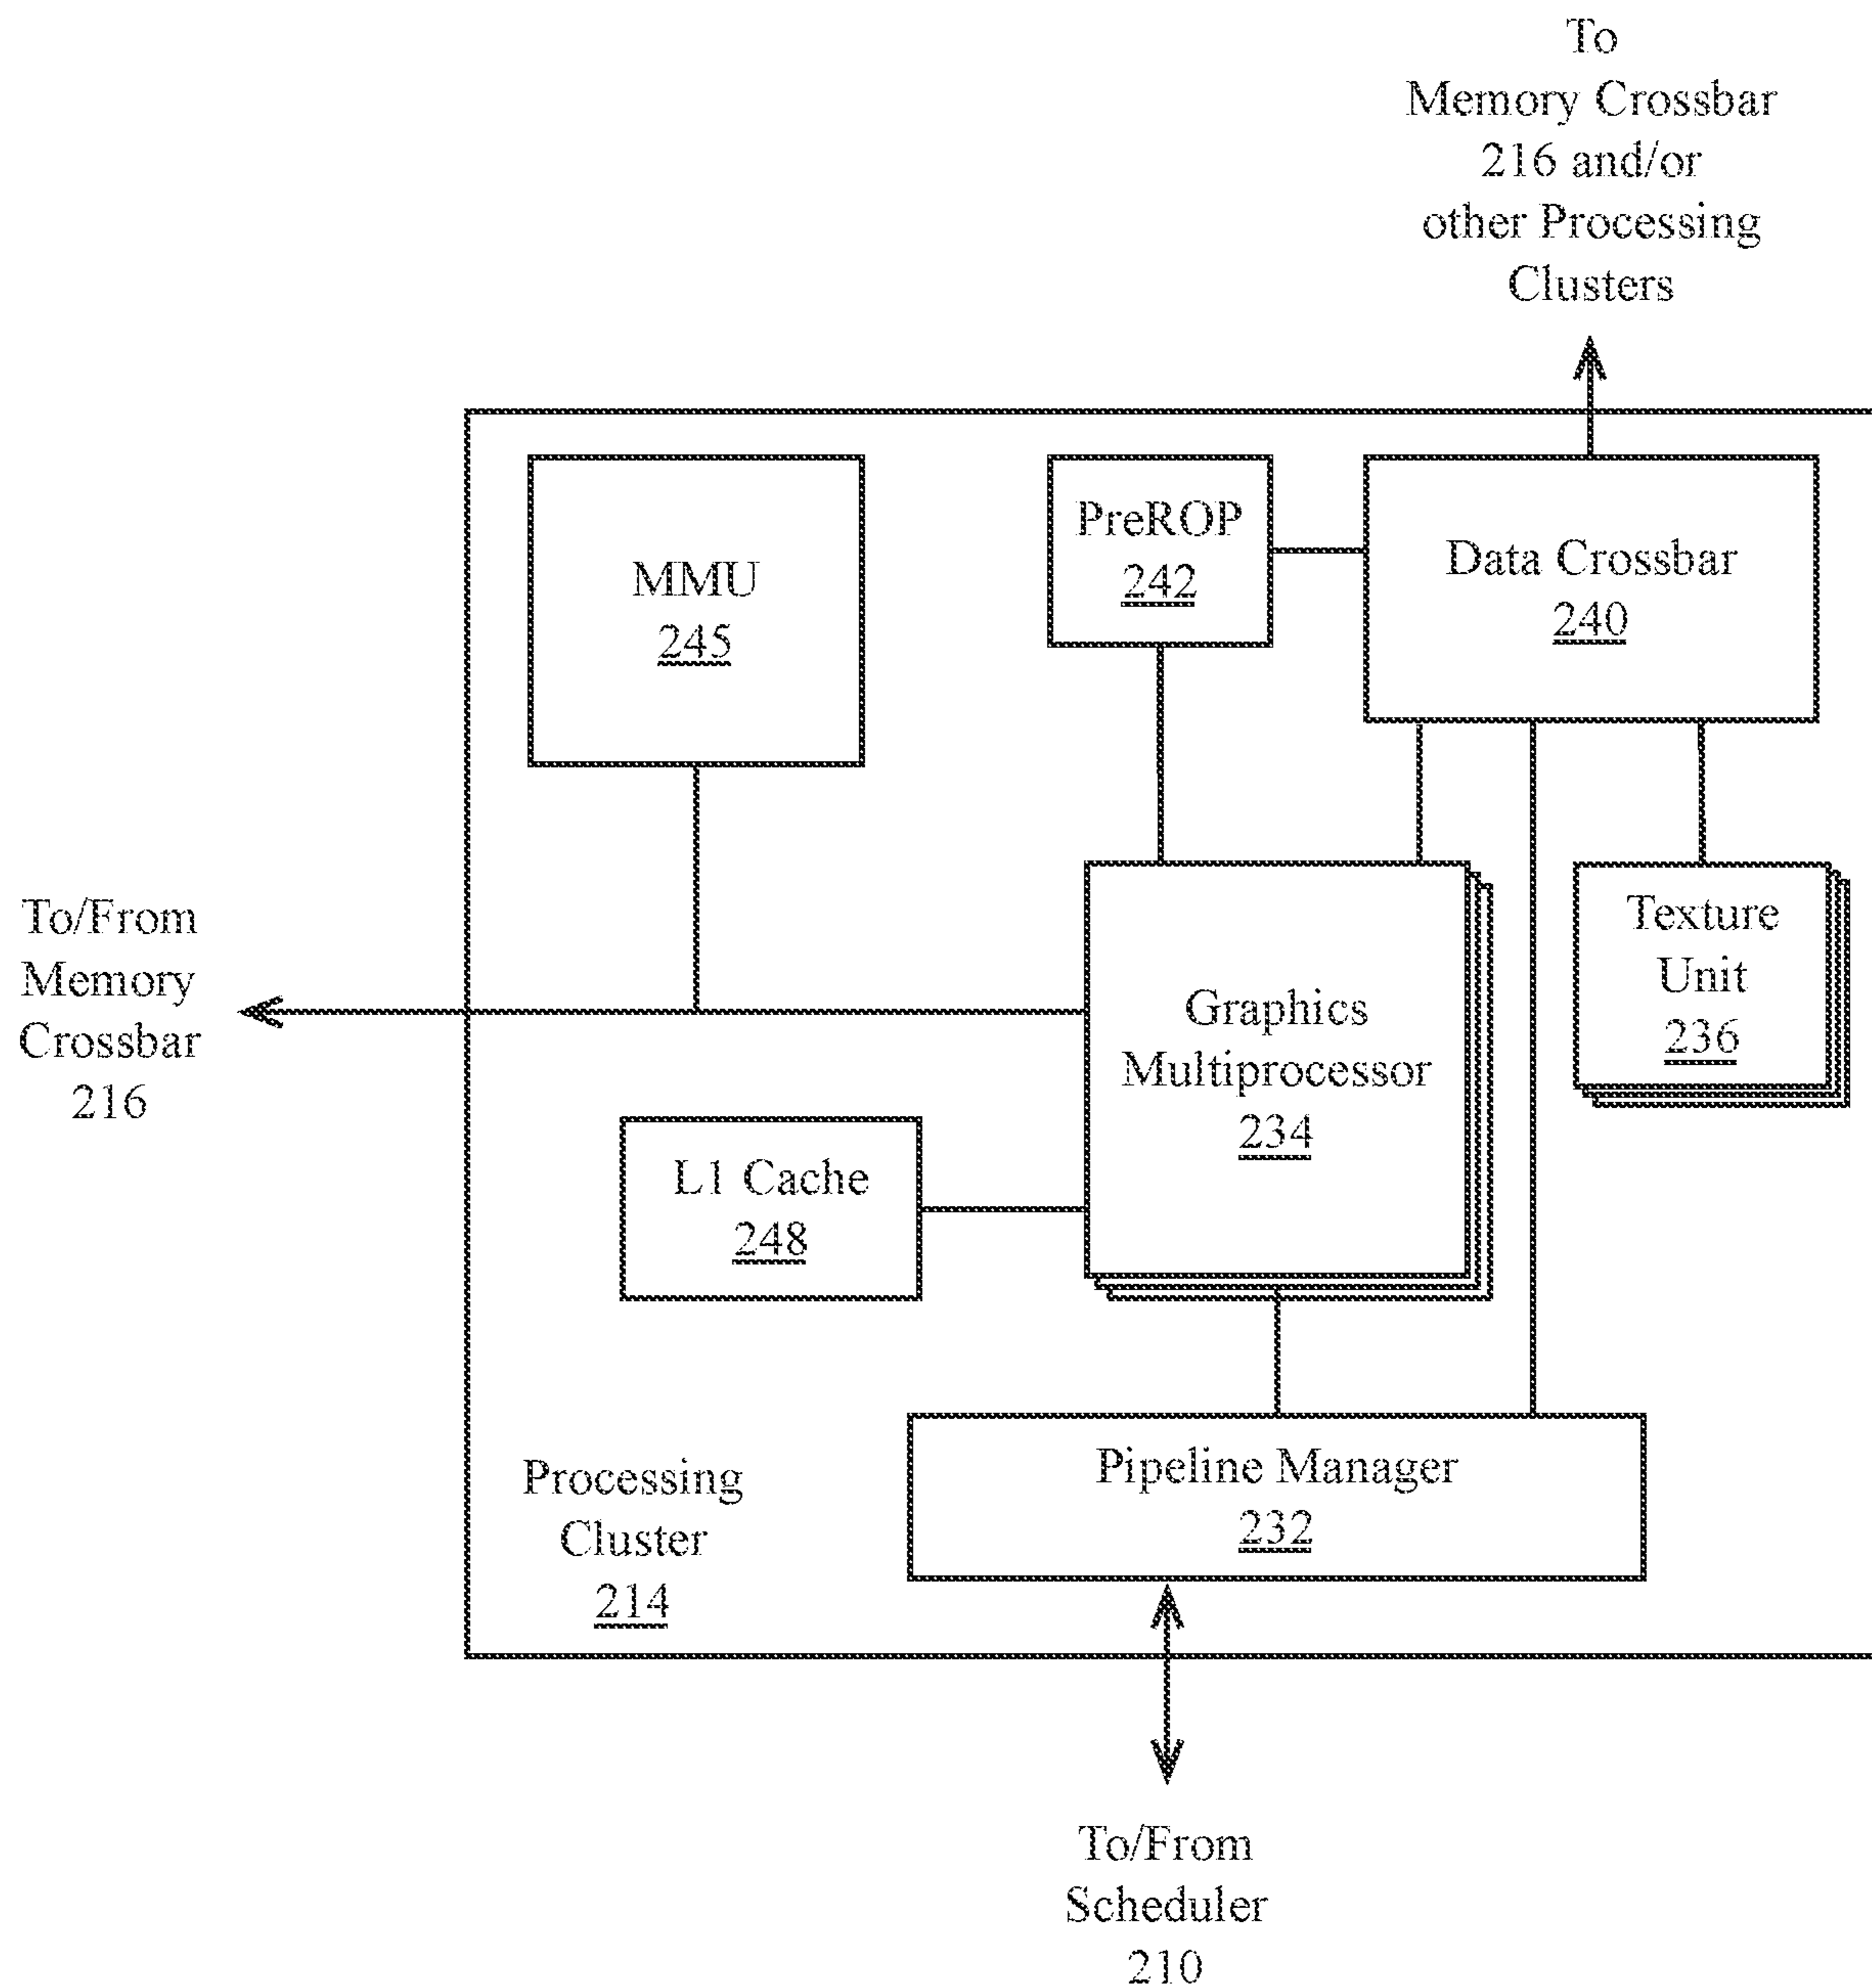 To
Memory Crossbar
216 and/or
other Processing
Clusters
MMU
245
PreROP
242
Data Crossbar
240
To/From
Memory
Crossbar
216
Graphics
Multiprocessor
234
Texture
Unit
236
L1 Cache
248
Processing
Cluster
214
Pipeline Manager
232
To/From
Scheduler
210